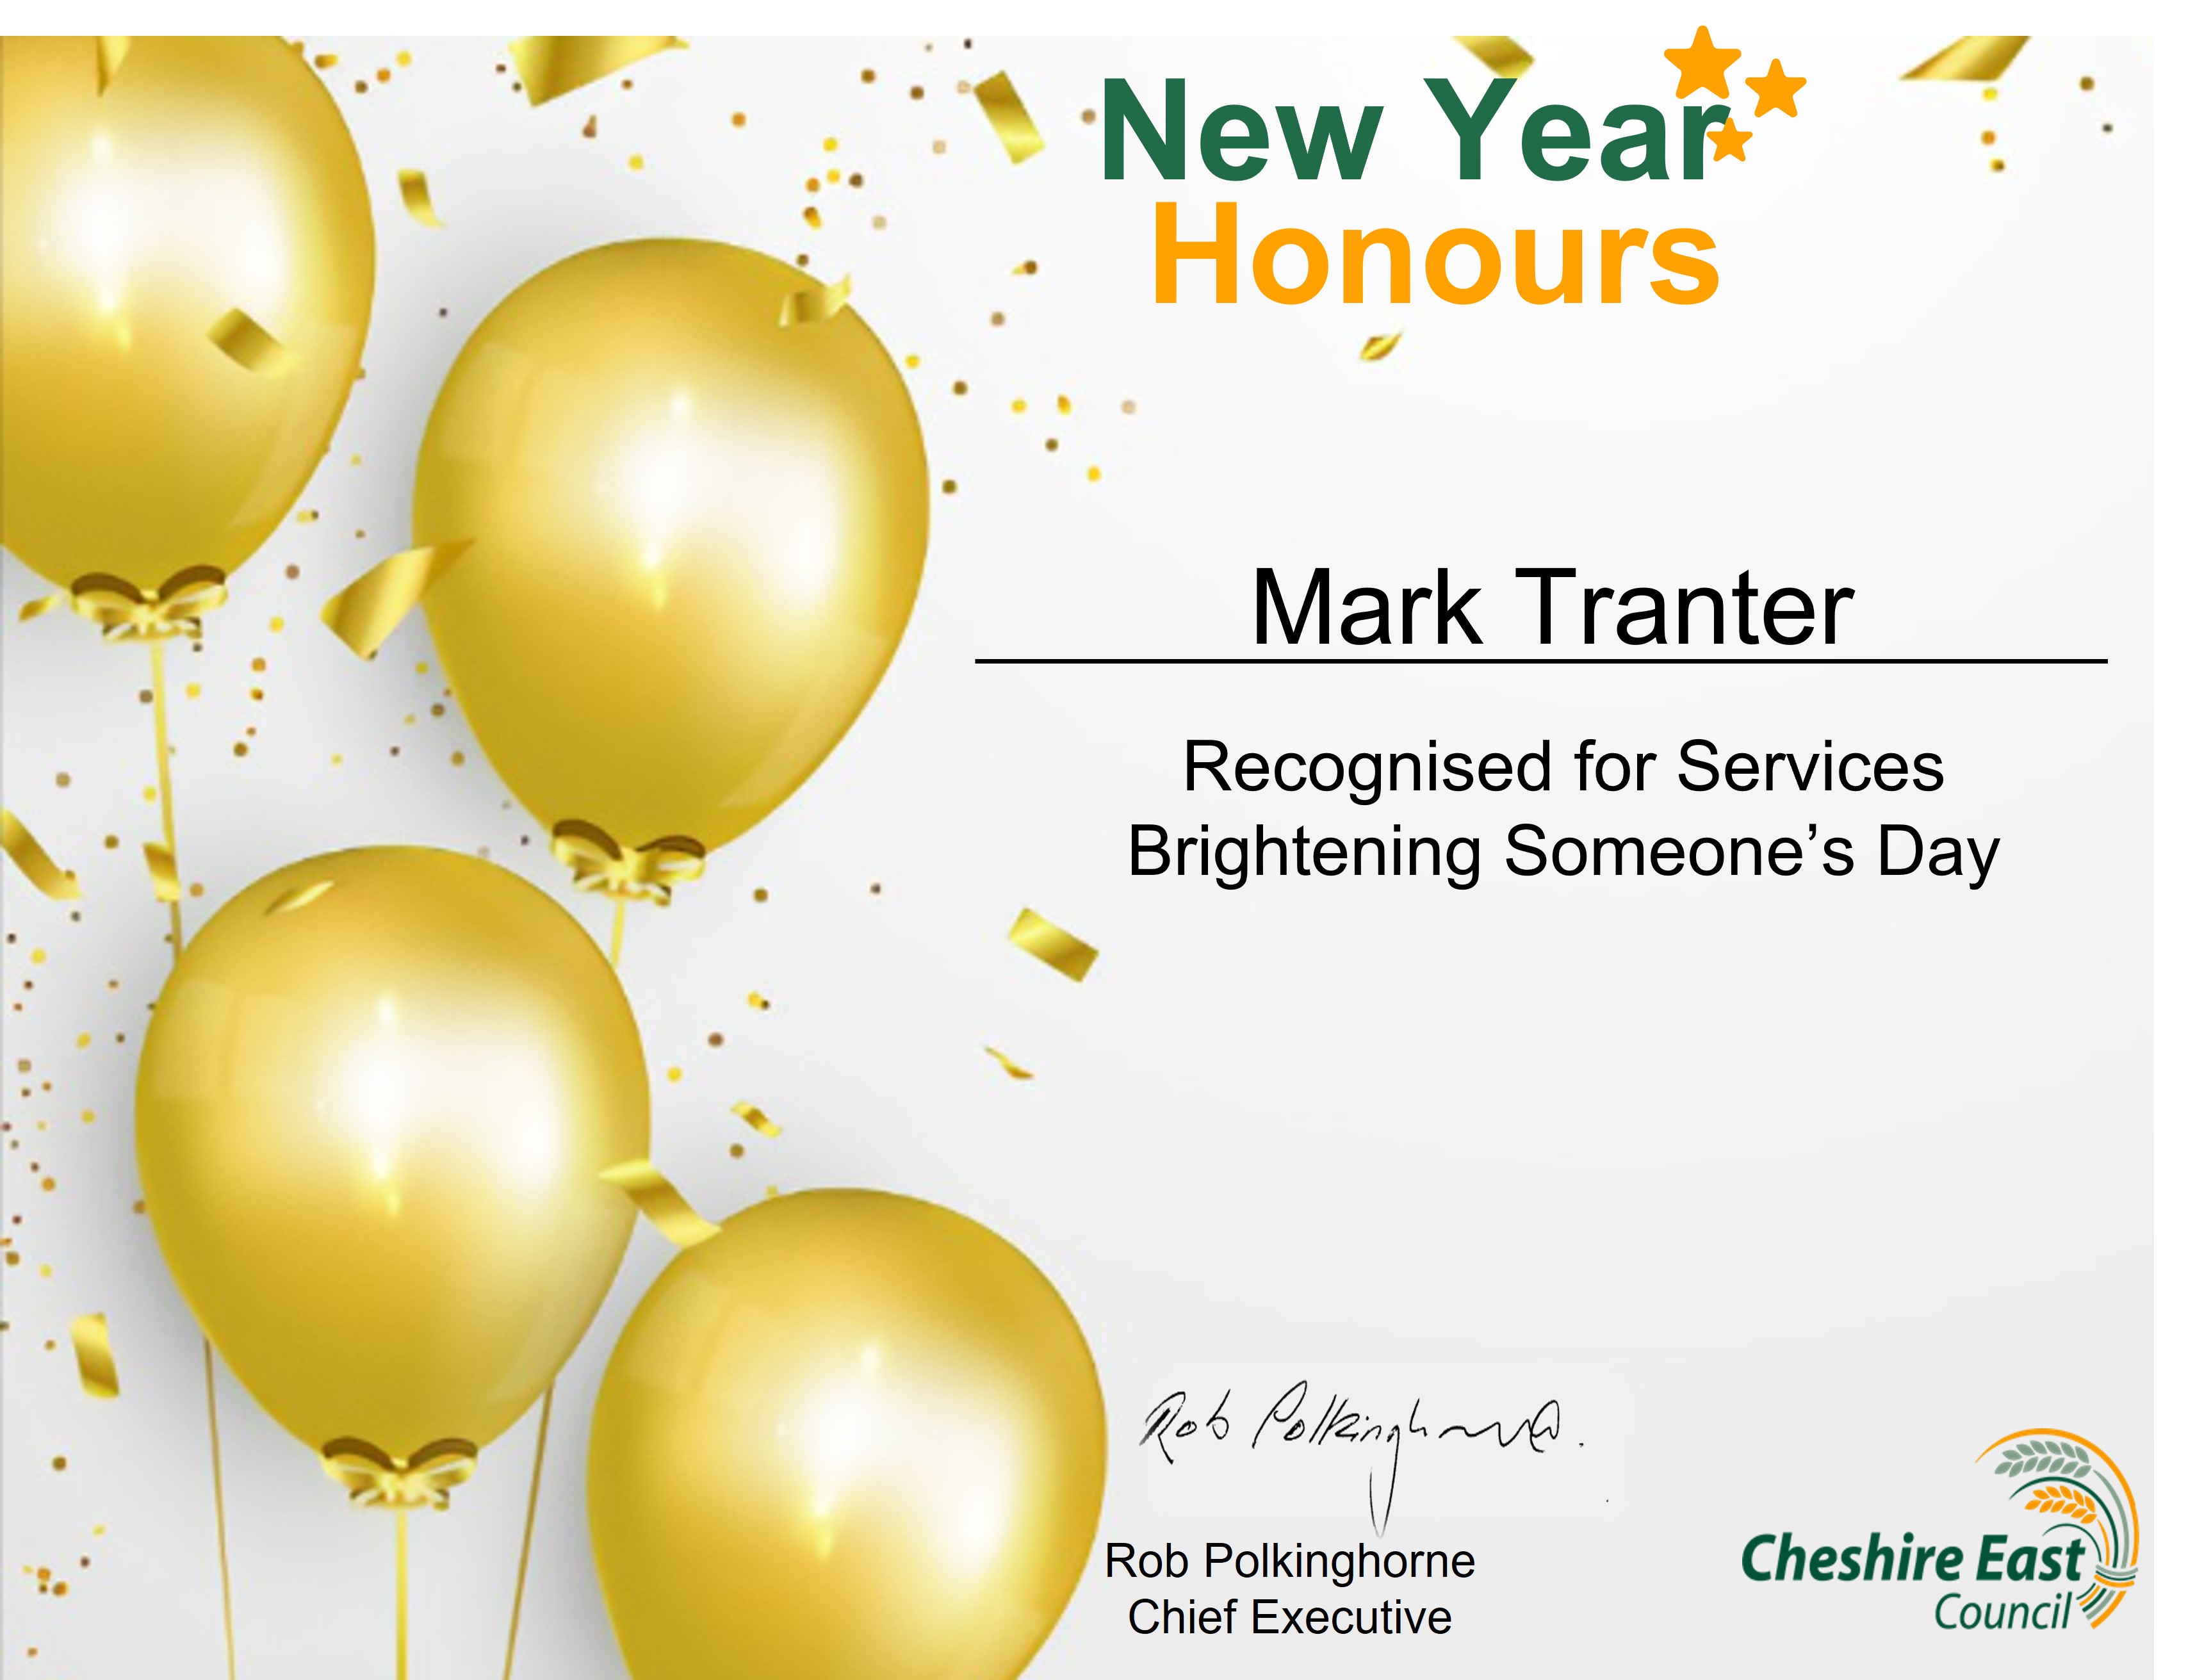 New Year
Honours
Mark Tranter
Recognised for Services
Brightening Someone’s Day
Rob Polkinghorne.
Rob Polkinghorne
Chief Executive
Cheshire East
Council